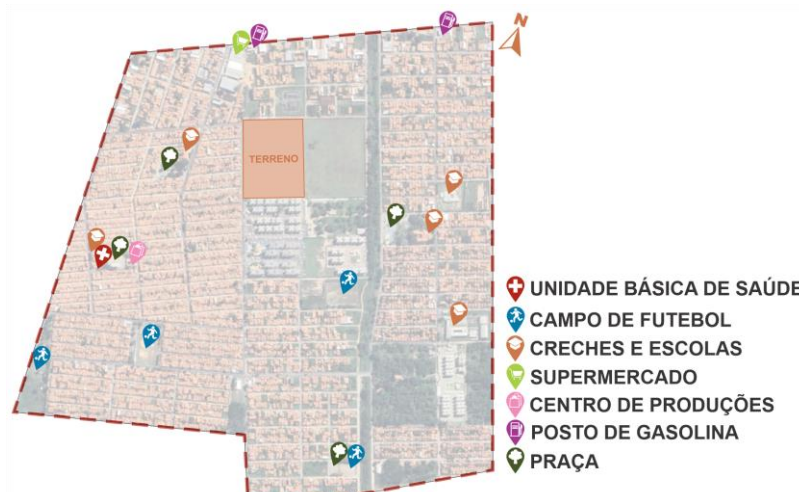 N
TERRENO
UNIDADE BÁSICA DE SAÚDE
CAMPO DE FUTEBOL
CRECHES E ESCOLAS
SUPERMERCADO
CENTRO DE PRODUÇÕES
POSTO DE GASOLINA
PRAÇA